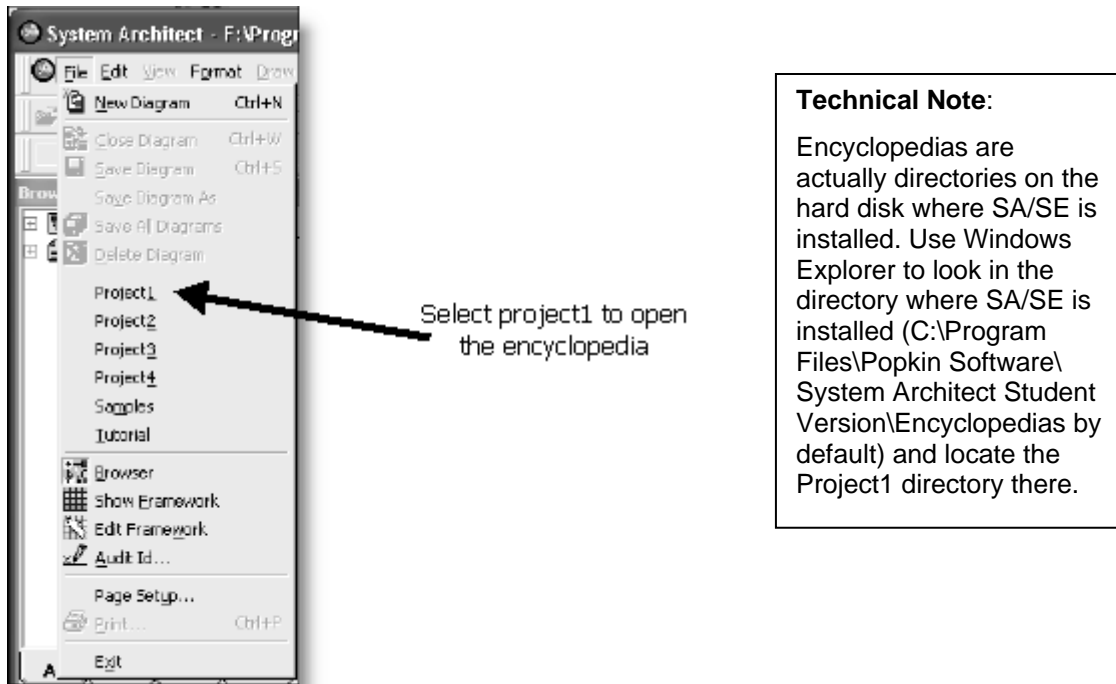 System Architect - F:\Progr
File Edit View Format Draw
New Diagram Ctrl+N
Close Diagram Ctrl+W
Save Diagram Ctrl+S
Save Diagram As
Brow
Save All Diagrams
Delete Diagram
Project1
Project2
Project3
Project4
Samples
Tutorial
Browser
Show Framework
Edit Framework
Audit Id...
Page Setup...
Print... Ctrl+P
Exit
A
Select project1 to open
the encyclopedia
Technical Note:
Encyclopedias are
actually directories on the
hard disk where SA/SE is
installed. Use Windows
Explorer to look in the
directory where SA/SE is
installed (C:\Program
Files\Popkin Software\
System Architect Student
Version\Encyclopedias by
default) and locate the
Project1 directory there.